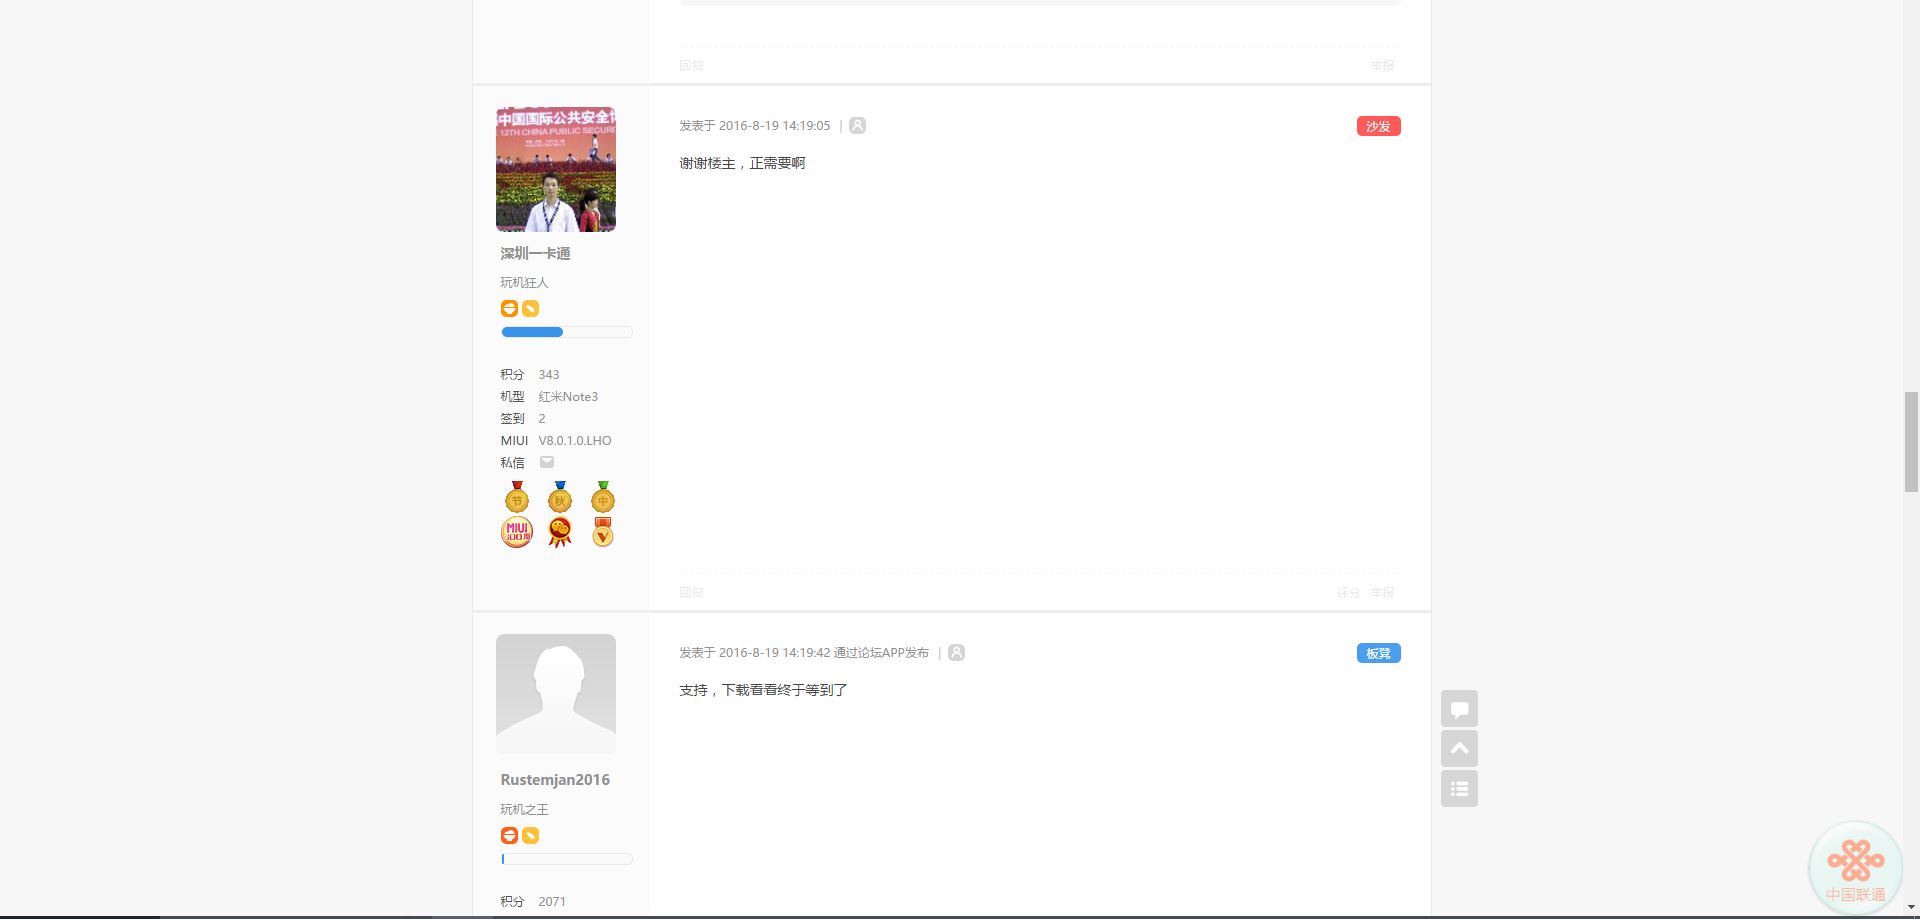 回复
举报
中国国际公共安全
12TH CHINA PUBLIC SECUR
发表于 2016-8-19 14:19:05 |
沙发
谢谢楼主，正需要啊
深圳一卡通
玩机狂人
积分 343
机型 红米Note3
签到 2
MIUI V8.0.1.0.LHO
私信
节 秋 中
MIUI
300周
回复
评分 举报
发表于 2016-8-19 14:19:42 通过论坛APP发布 |
板凳
支持，下载看看终于等到了
Rustemjan2016
玩机之王
积分 2071
中国联通